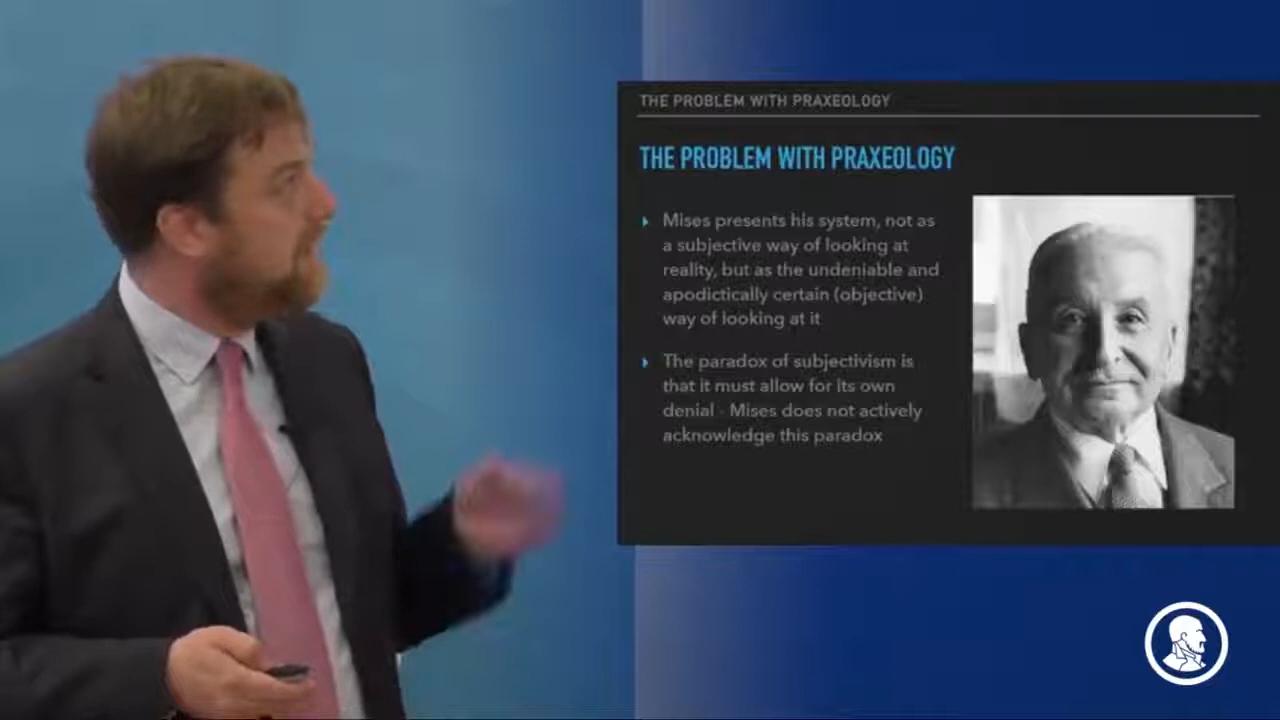 THE PROBLEM WITH PRAXEOLOGY
THE PROBLEM WITH PRAXEOLOGY
Mises presents his system, not as
a subjective way of looking at
reality, but as the undeniable and
apodictically certain (objective)
way of looking at it
The paradox of subjectivism is
that it must allow for its own
denial - Mises does not actively
acknowledge this paradox